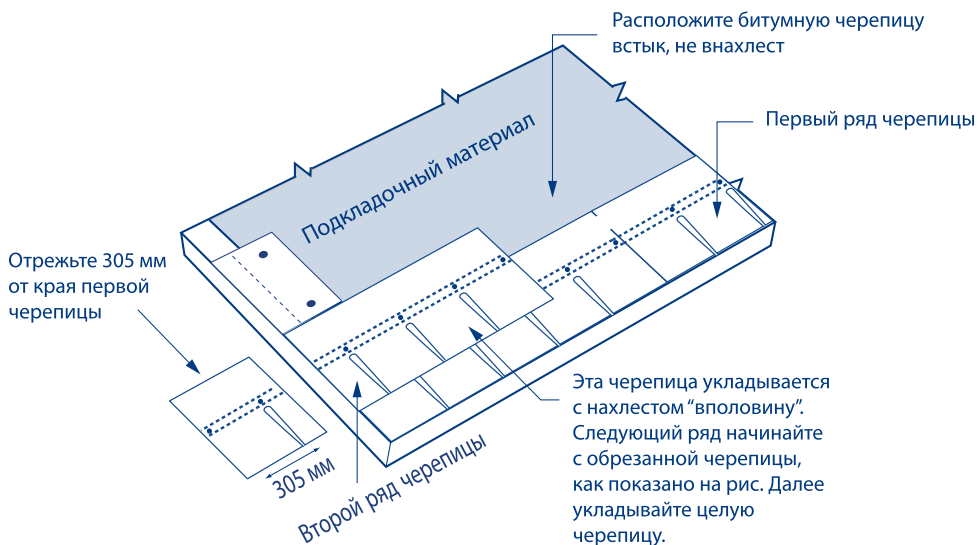 Расположите битумную черепицу
встык, не внахлест
Первый ряд черепицы
Подкладочный материал
Отрежьте 305 мм
от края первой
черепицы
305 мм
Второй ряд черепицы
Эта черепица укладывается
с нахлестом “вполовину”.
Следующий ряд начинайте
с обрезанной черепицы,
как показано на рис. Далее
укладывайте целую
черепицу.